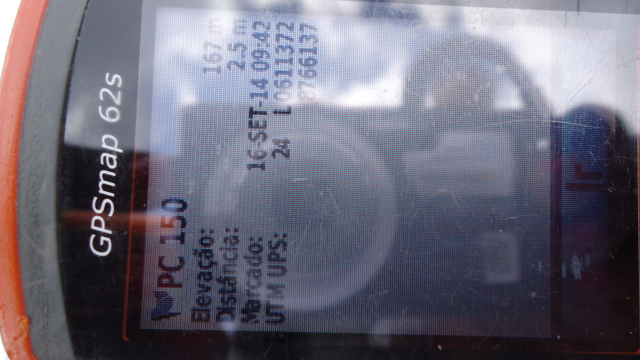 GPSmap 62s
PC 150
Elevação: 167 m
Distância: 2.5 m
Marcado: 16-SET-14 09:42
UTM UPS: 24 L 0611372
8766137
Ir